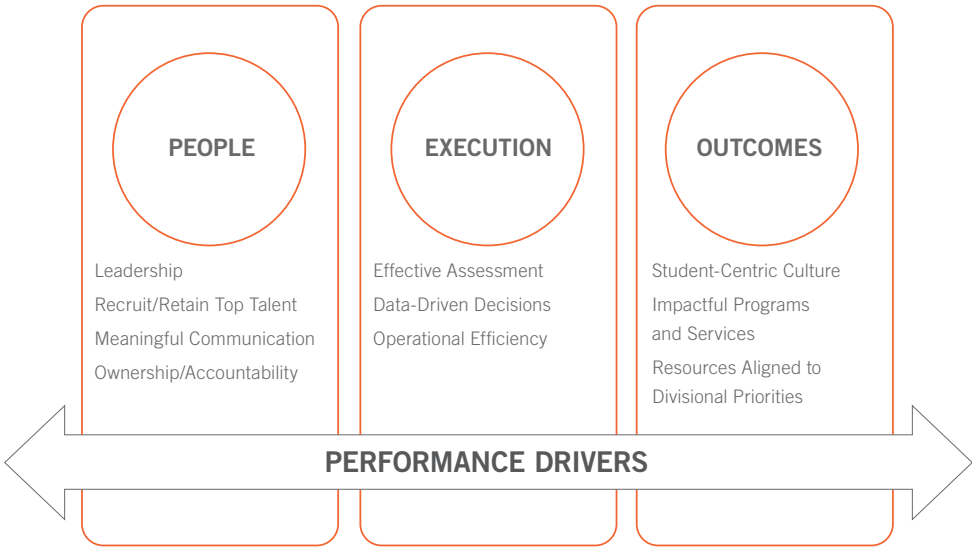 PEOPLE
Leadership
Recruit/Retain Top Talent
Meaningful Communication
Ownership/Accountability
EXECUTION
Effective Assessment
Data-Driven Decisions
Operational Efficiency
OUTCOMES
Student-Centric Culture
Impactful Programs
and Services
Resources Aligned to
Divisional Priorities
PERFORMANCE DRIVERS